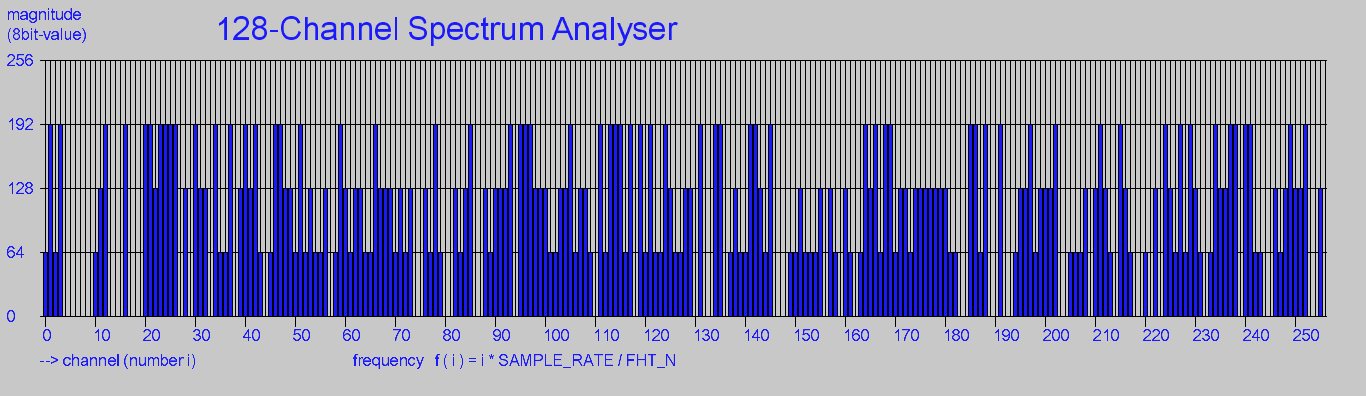 magnitude
(8bit-value)
128-Channel Spectrum Analyser
256
192
128
64
0
0 10 20 30 40 50 60 70 80 90 100 110 120 130 140 150 160 170 180 190 200 210 220 230 240 250
--> channel (number i) frequency f ( i ) = i * SAMPLE_RATE / FHT_N